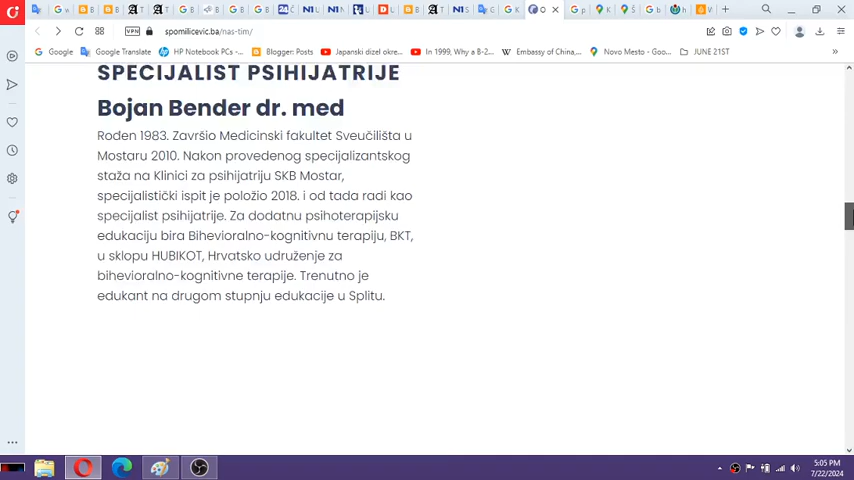 spomilicevic.ba/nas-tim/
VPN
Google
Google Translate
HP Notebook PCs -...
Blogger: Posts
Japanski dizel okre...
In 1999, Why a B-2...
Embassy of China,...
Novo Mesto - Goo...
JUNE 21ST
SPECIJALIST PSIHIJATRIJE
Bojan Bender dr. med
Rođen 1983. Završio Medicinski fakultet Sveučilišta u
Mostaru 2010. Nakon provedenog specijalizantskog
staža na Klinici za psihijatriju SKB Mostar,
specijalistički ispit je položio 2018. i od tada radi kao
specijalist psihijatrije. Za dodatnu psihoterapijsku
edukaciju bira Bihevioralno-kognitivnu terapiju, BKT,
u sklopu HUBIKOT, Hrvatsko udruženje za
bihevioralno-kognitivne terapije. Trenutno je
edukant na drugom stupnju edukacije u Splitu.
5:05 PM
7/22/2024